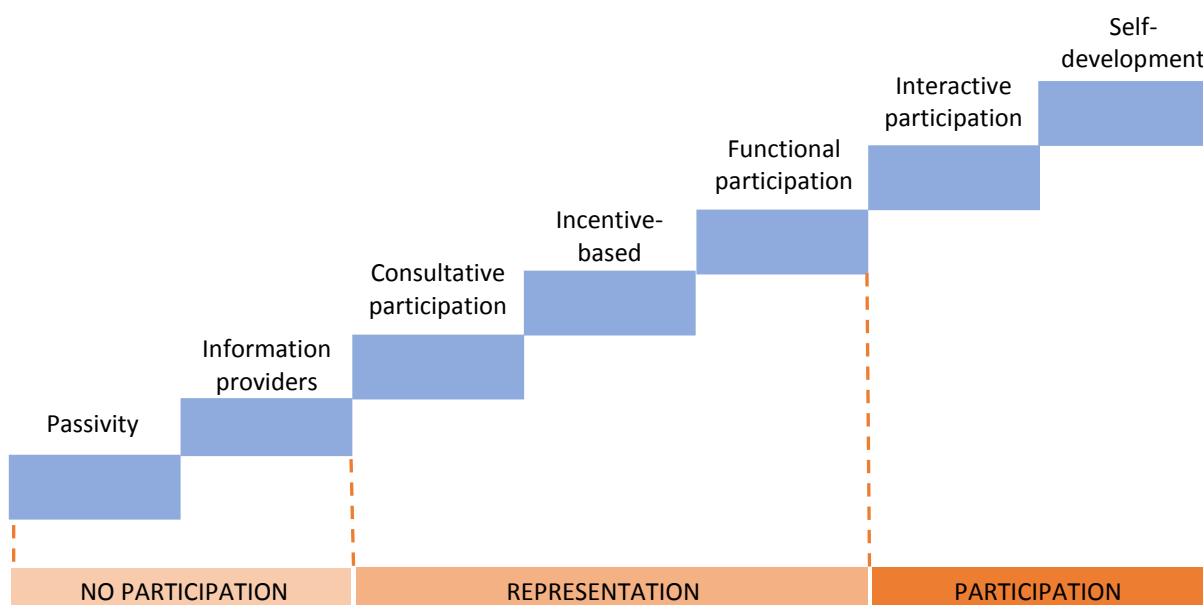 Self-
development
Interactive
participation
Functional
participation
Incentive-
based
Consultative
participation
Information
providers
Passivity
NO PARTICIPATION
REPRESENTATION
PARTICIPATION